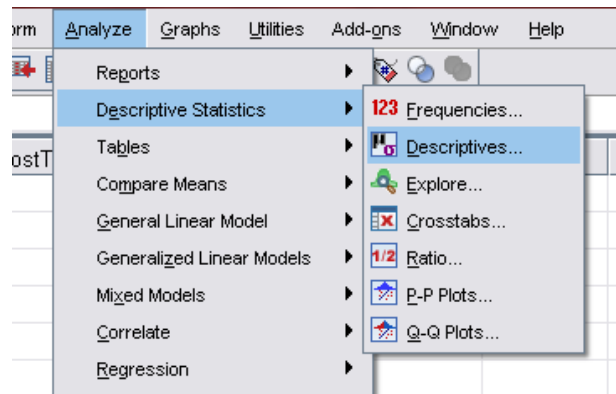 orm Analyze Graphs Utilities Add-ons Window Help
Reports
Descriptive Statistics
123 Frequencies...
ostT
Tables
μσ Descriptives...
Compare Means
Explore...
General Linear Model
Crosstabs...
Generalized Linear Models
1/2 Ratio...
Mixed Models
P-P Plots...
Correlate
Q-Q Plots...
Regression